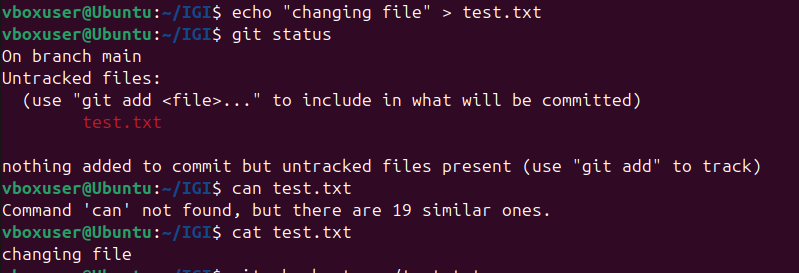 vboxuser@Ubuntu:~/IGI$ echo "changing file" > test.txt
vboxuser@Ubuntu:~/IGI$ git status
On branch main
Untracked files:
  (use "git add <file>..." to include in what will be committed)
        test.txt
nothing added to commit but untracked files present (use "git add" to track)
vboxuser@Ubuntu:~/IGI$ can test.txt
Command 'can' not found, but there are 19 similar ones.
vboxuser@Ubuntu:~/IGI$ cat test.txt
changing file